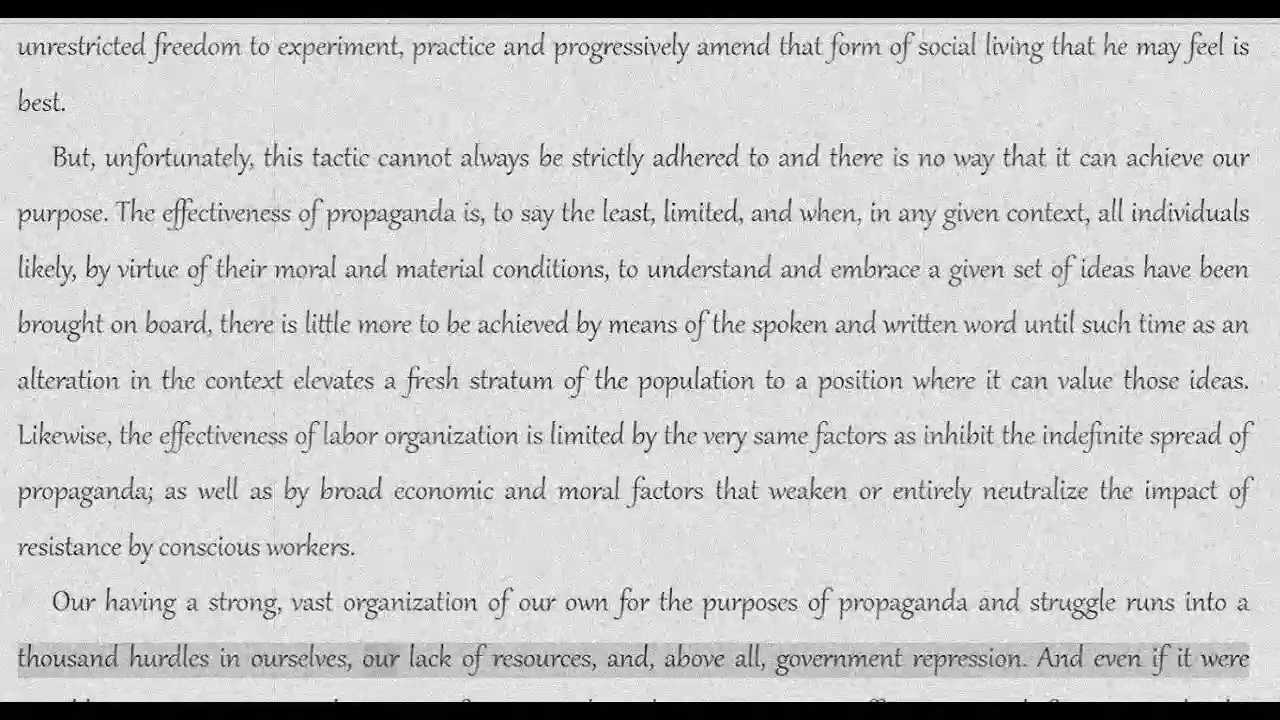 unrestricted freedom to experiment, practice and progressively amend that form of social living that he may feel is
best.
But, unfortunately, this tactic cannot always be strictly adhered to and there is no way that it can achieve our
purpose. The effectiveness of propaganda is, to say the least, limited, and when, in any given context, all individuals
likely, by virtue of their moral and material conditions, to understand and embrace a given set of ideas have been
brought on board, there is little more to be achieved by means of the spoken and written word until such time as an
alteration in the context elevates a fresh stratum of the population to a position where it can value those ideas.
Likewise, the effectiveness of labor organization is limited by the very same factors as inhibit the indefinite spread of
propaganda; as well as by broad economic and moral factors that weaken or entirely neutralize the impact of
resistance by conscious workers.
Our having a strong, vast organization of our own for the purposes of propaganda and struggle runs into a
thousand hurdles in ourselves, our lack of resources, and, above all, government repression. And even if it were